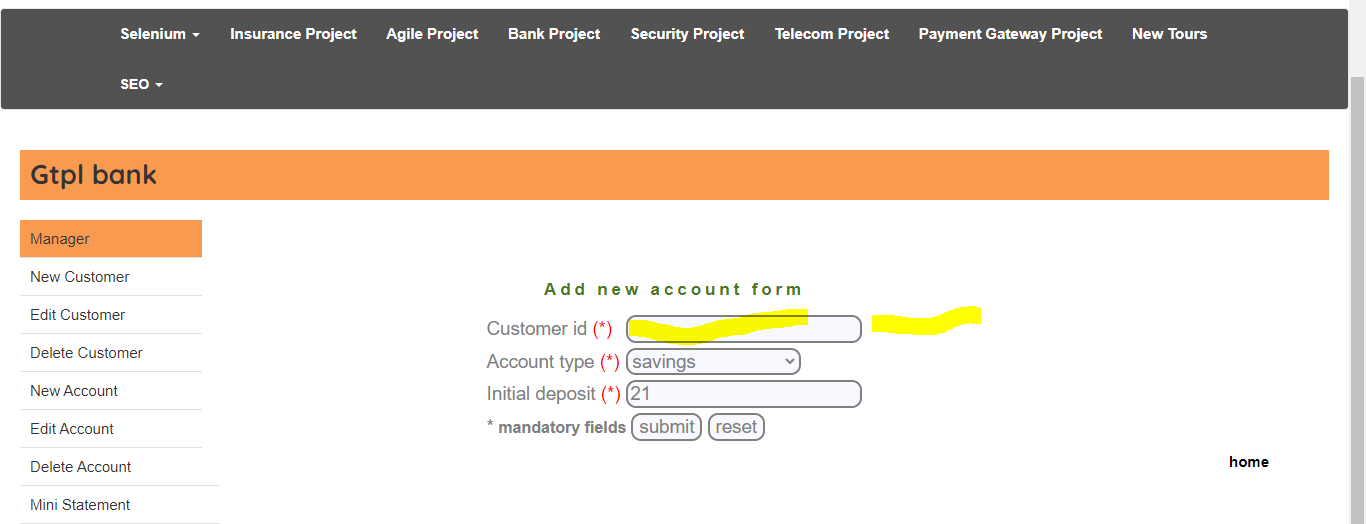 Selenium Insurance Project Agile Project Bank Project Security Project Telecom Project Payment Gateway Project New Tours
SEO
Gtpl bank
Manager
New Customer
Edit Customer
Delete Customer
New Account
Edit Account
Delete Account
Mini Statement
Add new account form
Customer id (*)
Account type (*) savings
Initial deposit (*) 21
* mandatory fields submit reset
home